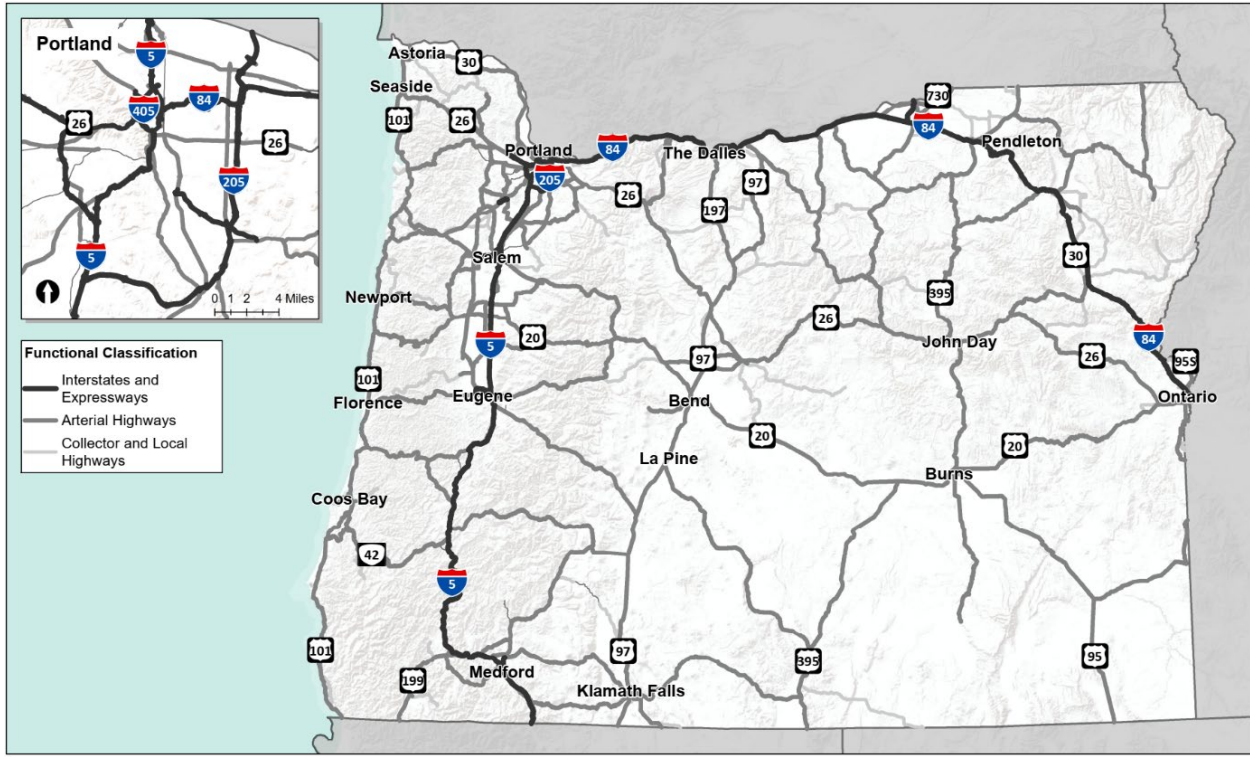 Portland
5
405
84
26
26
205
5
0 1 2 4 Miles
Functional Classification
Interstates and
Expressways
Arterial Highways
Collector and Local
Highways
Astoria
30
Seaside
101
26
Portland
84
205
The Dalles
730
84
Pendleton
26
97
197
Salem
30
Newport
395
26
5
20
John Day
84
97
26
95S
101
Florence
Eugene
Bend
Ontario
20
20
La Pine
Burns
Coos Bay
42
5
101
97
395
95
Medford
199
Klamath Falls